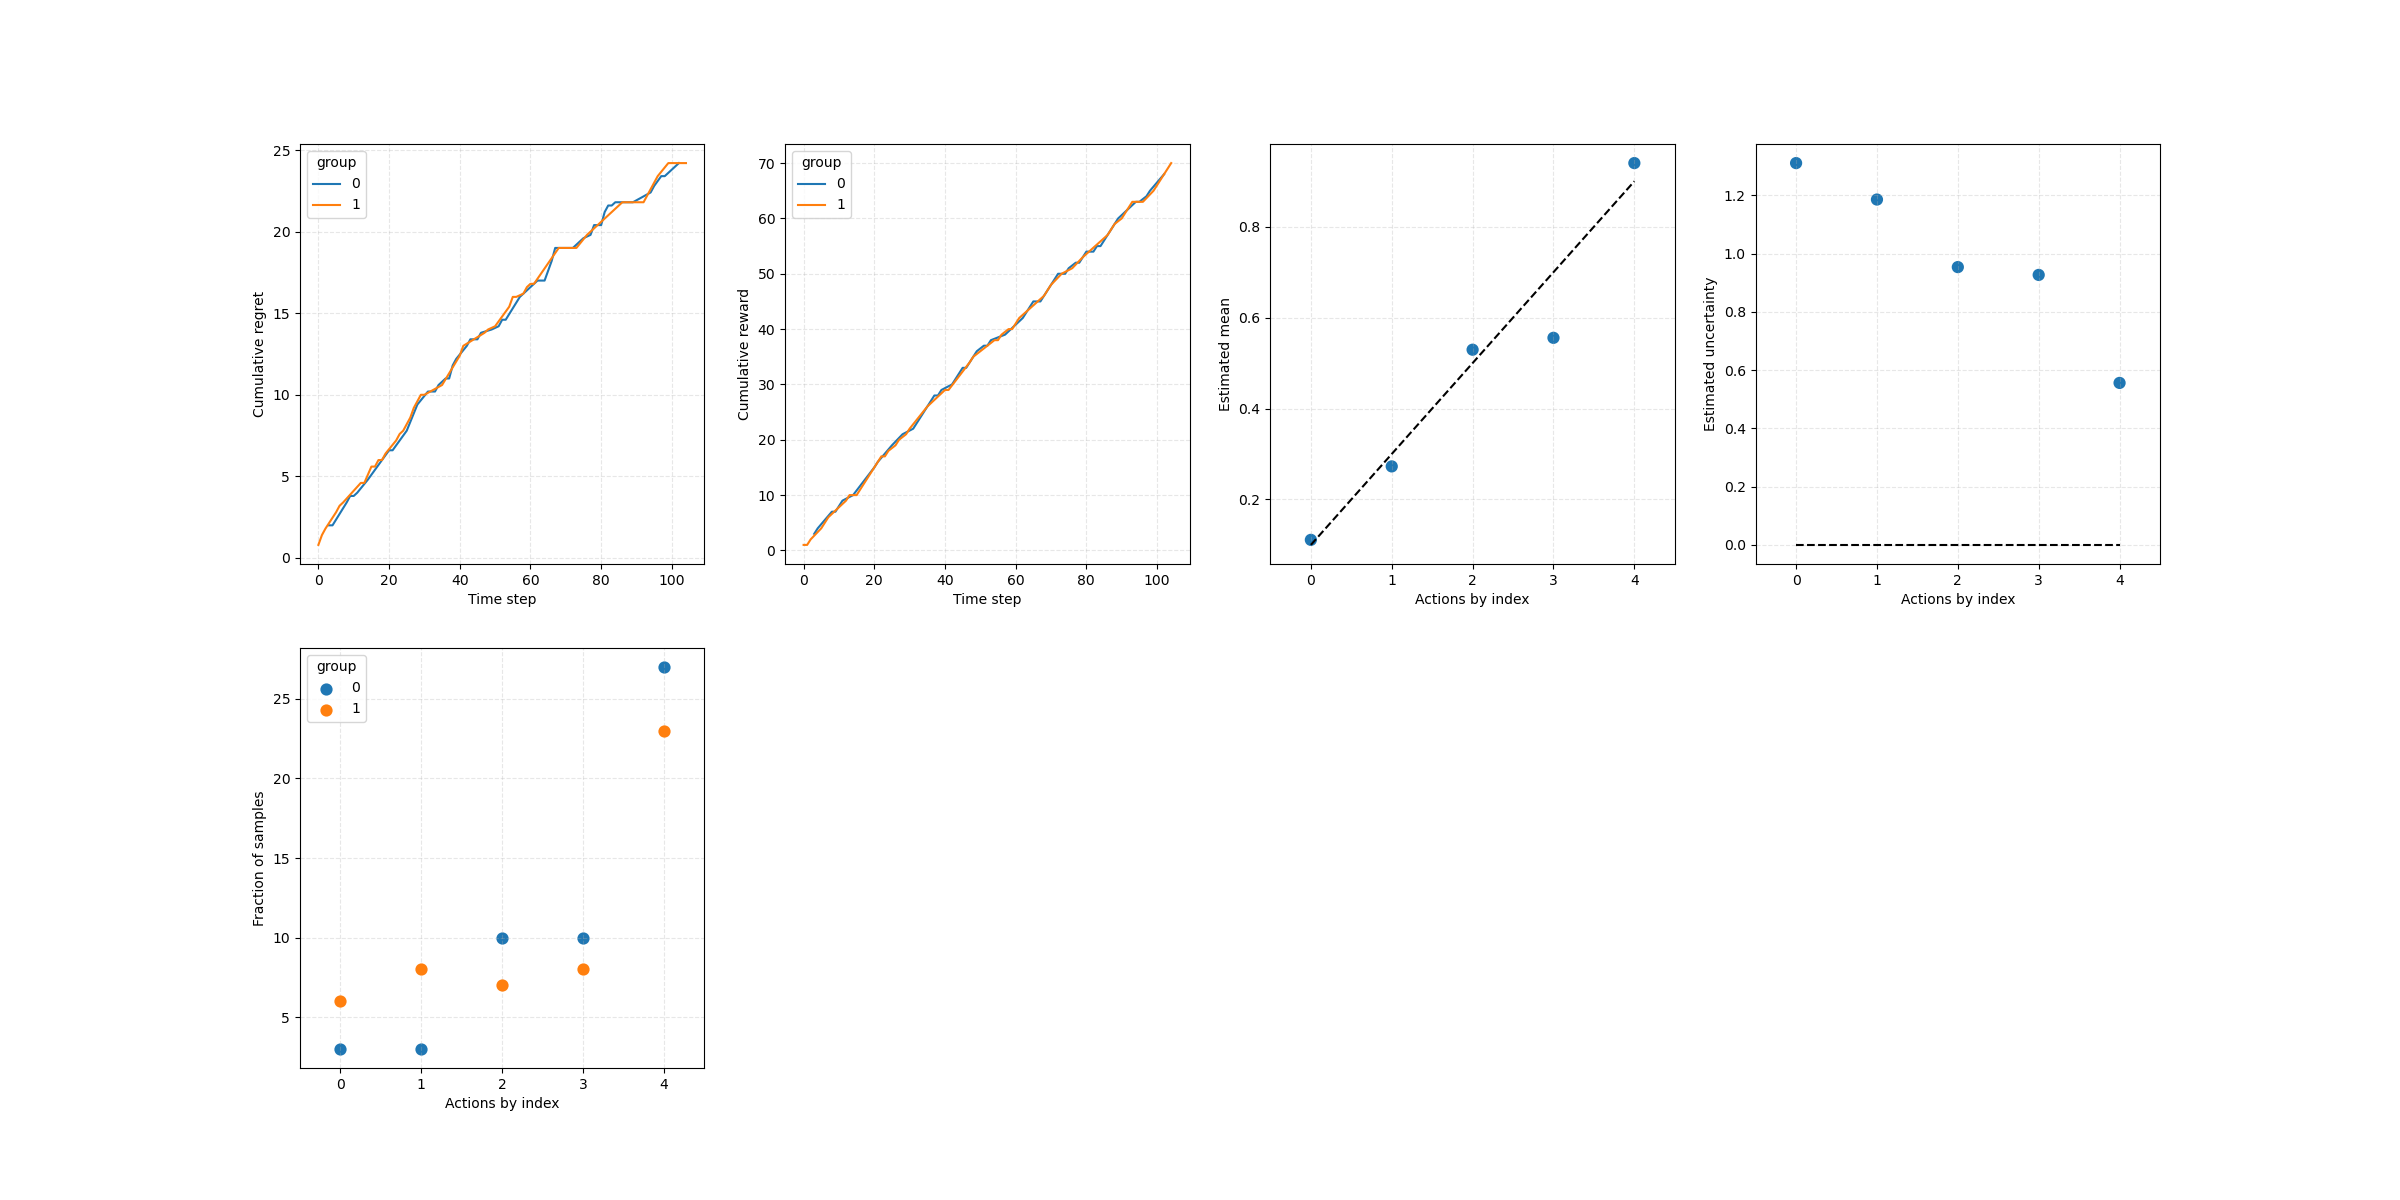 group
0
1
25
20
15
10
5
0
Cumulative regret
0 20 40 60 80 100
Time step
group
0
1
70
60
50
40
30
20
10
0
Cumulative reward
0 20 40 60 80 100
Time step
0.8
0.6
0.4
0.2
Estimated mean
0 1 2 3 4
Actions by index
1.2
1.0
0.8
0.6
0.4
0.2
0.0
Estimated uncertainty
0 1 2 3 4
Actions by index
group
0
1
25
20
15
10
5
Fraction of samples
0 1 2 3 4
Actions by index